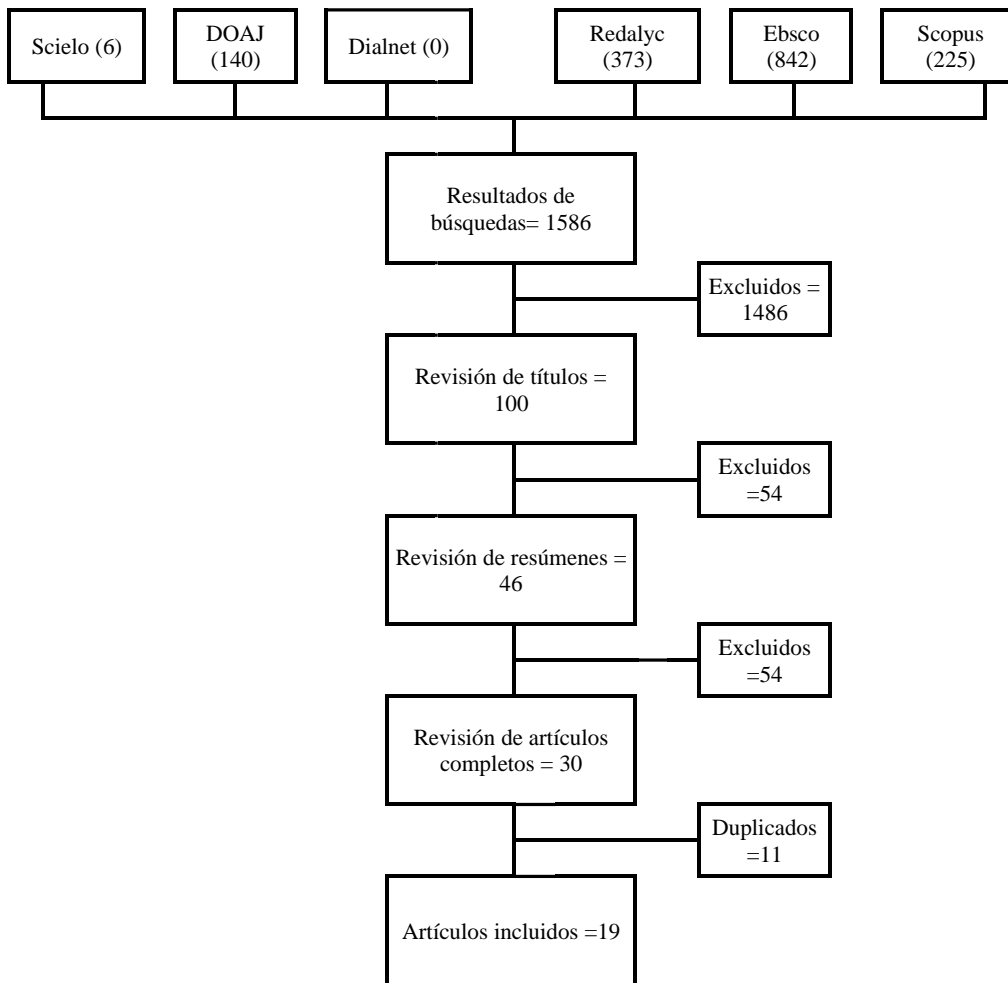 Scielo (6)
DOAJ
(140)
Dialnet (0)
Redalyc
(373)
Ebsco
(842)
Scopus
(225)
Resultados de
búsquedas= 1586
Excluidos =
1486
Revisión de títulos =
100
Excluidos
=54
Revisión de resúmenes =
46
Excluidos
=54
Revisión de artículos
completos = 30
Duplicados
=11
Artículos incluidos =19